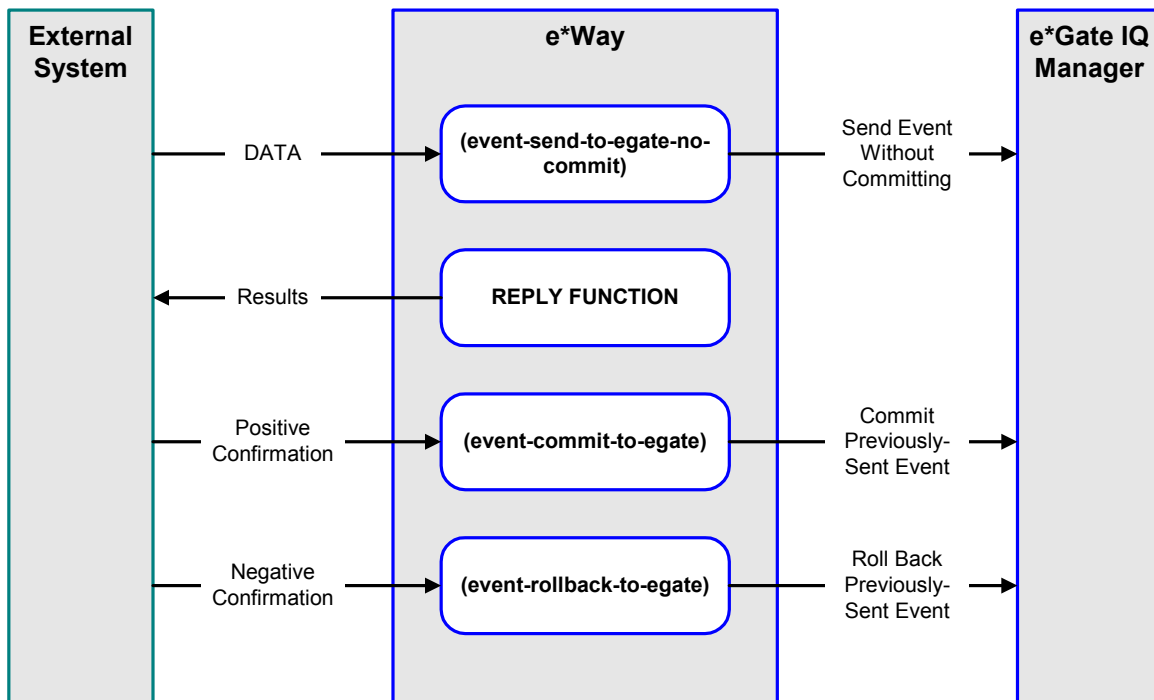 External
System
e*Way
e*Gate IQ
Manager
DATA
(event-send-to-egate-no-
commit)
Send Event
Without
Committing
Results
REPLY FUNCTION
Positive
Confirmation
(event-commit-to-egate)
Commit
Previously-
Sent Event
Negative
Confirmation
(event-rollback-to-egate)
Roll Back
Previously-
Sent Event